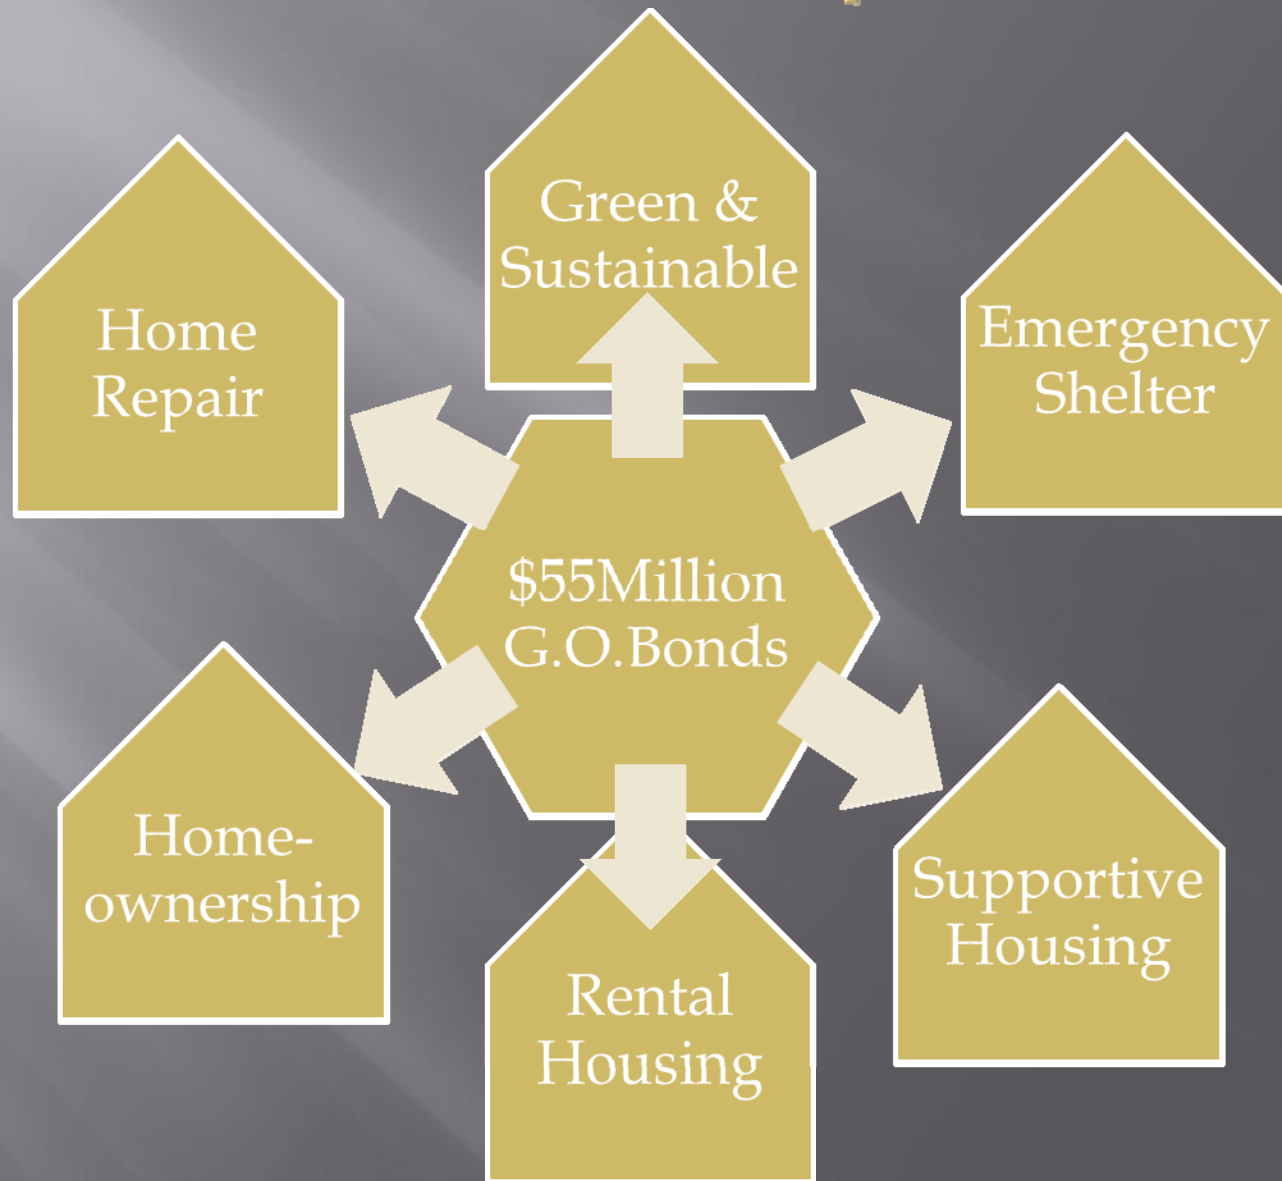 Green &
Sustainable
Home
Repair
Emergency
Shelter
$55Million
G.O.Bonds
Home-
ownership
Supportive
Housing
Rental
Housing